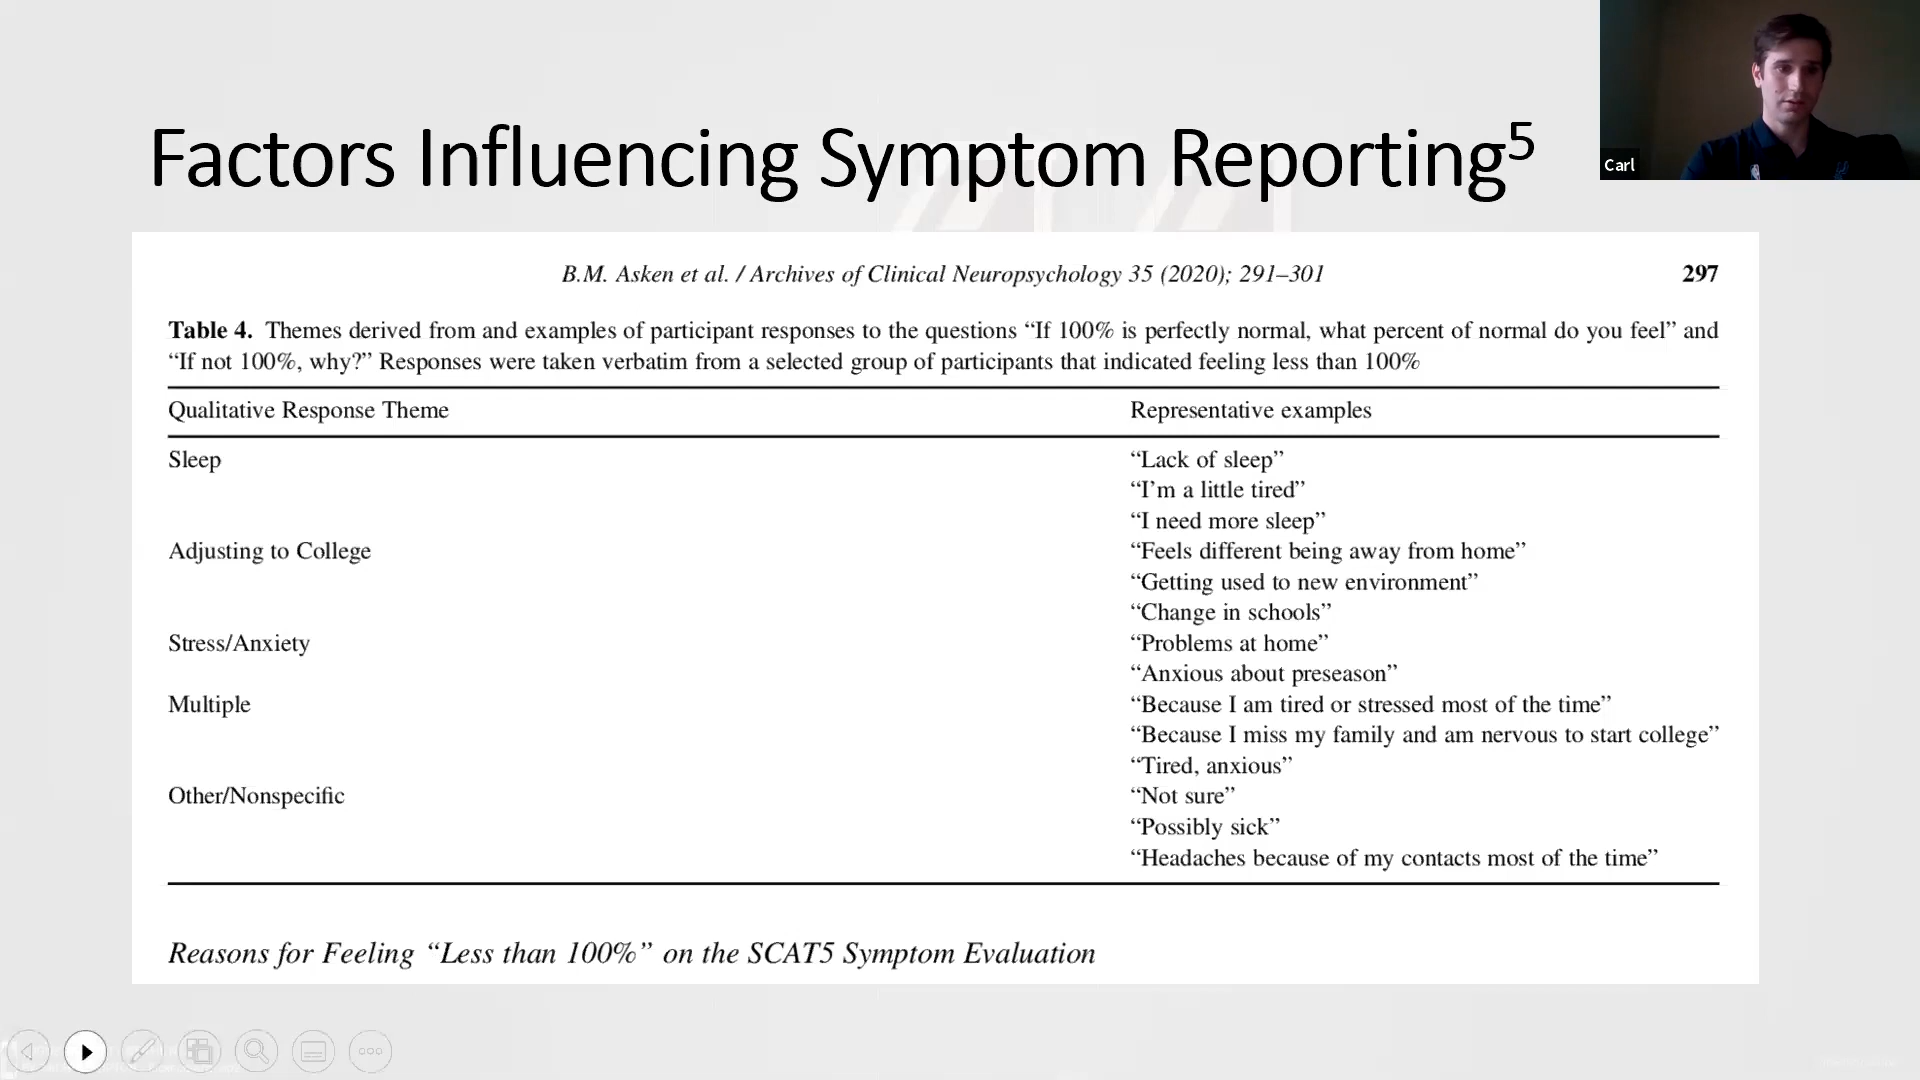 Factors Influencing Symptom Reporting⁵
Carl
B.M. Asken et al. / Archives of Clinical Neuropsychology 35 (2020); 291–301 297
Table 4. Themes derived from and examples of participant responses to the questions “If 100% is perfectly normal, what percent of normal do you feel” and
“If not 100%, why?” Responses were taken verbatim from a selected group of participants that indicated feeling less than 100%
Qualitative Response Theme Representative examples
Sleep “Lack of sleep”
“I’m a little tired”
“I need more sleep”
Adjusting to College “Feels different being away from home”
“Getting used to new environment”
“Change in schools”
Stress/Anxiety “Problems at home”
“Anxious about preseason”
Multiple “Because I am tired or stressed most of the time”
“Because I miss my family and am nervous to start college”
“Tired, anxious”
Other/Nonspecific “Not sure”
“Possibly sick”
“Headaches because of my contacts most of the time”
Reasons for Feeling “Less than 100%” on the SCAT5 Symptom Evaluation